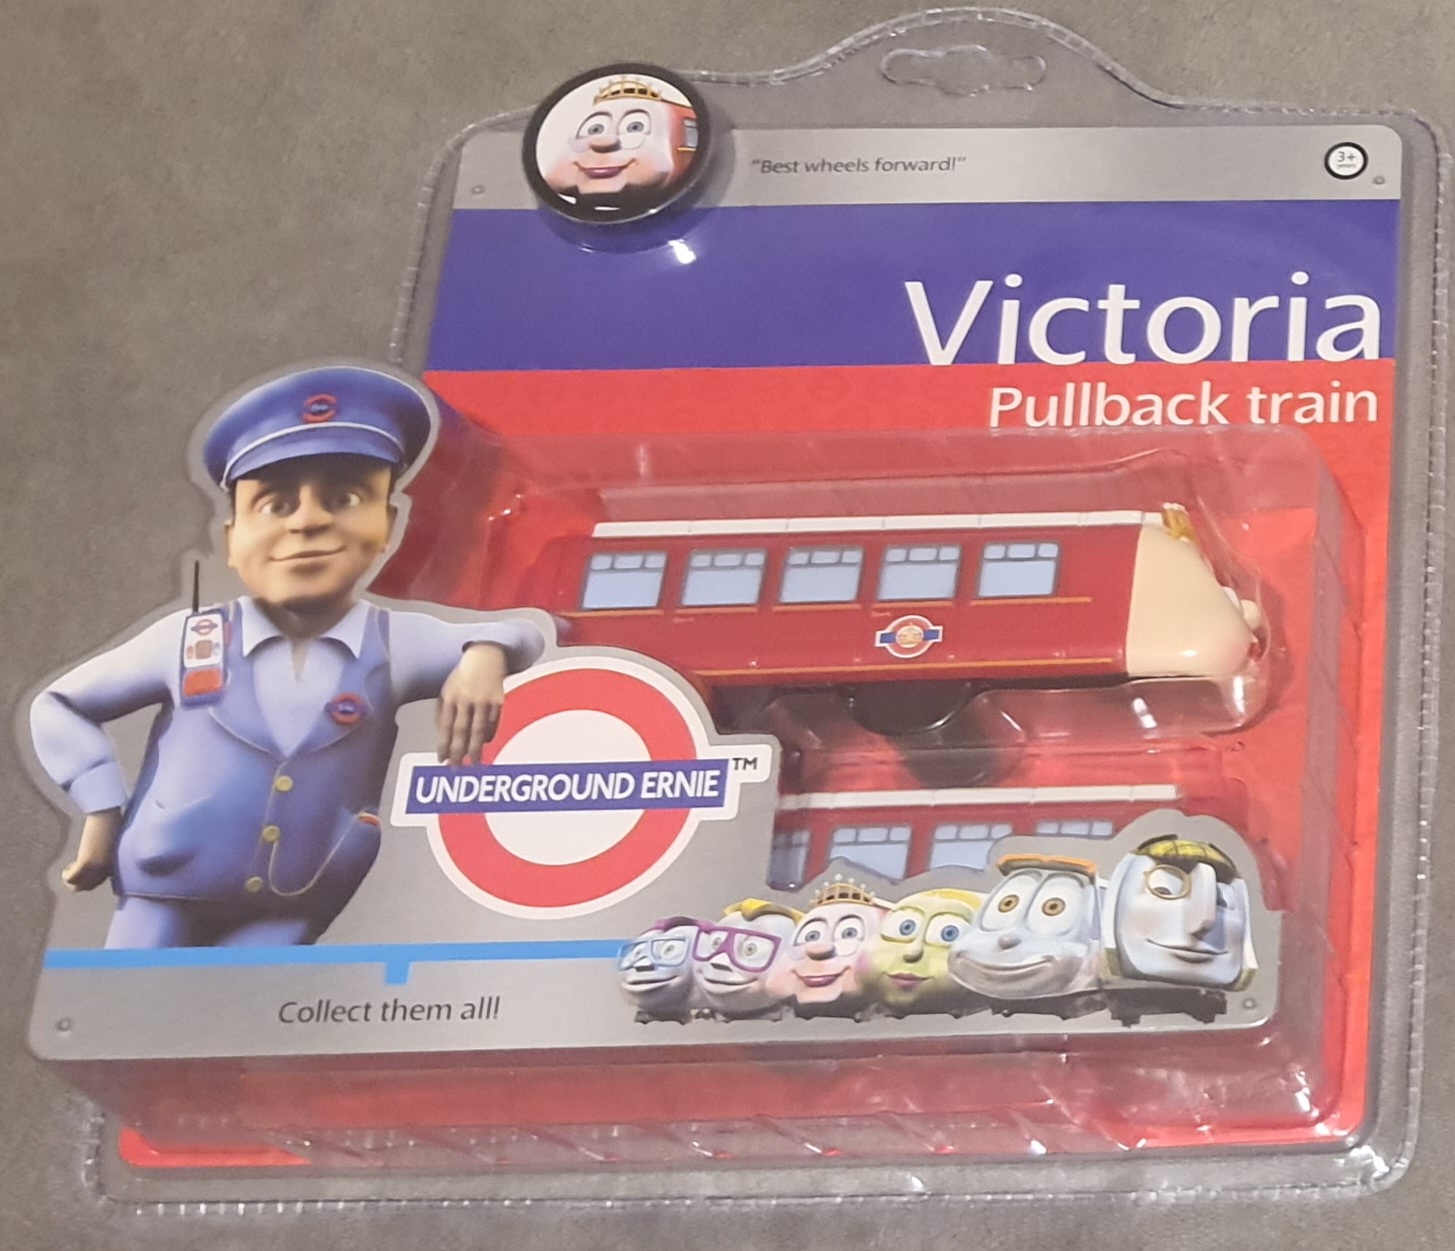 "Best wheels forward!"
3+
Victoria
Pullback train
UNDERGROUND ERNIE™
Collect them all!